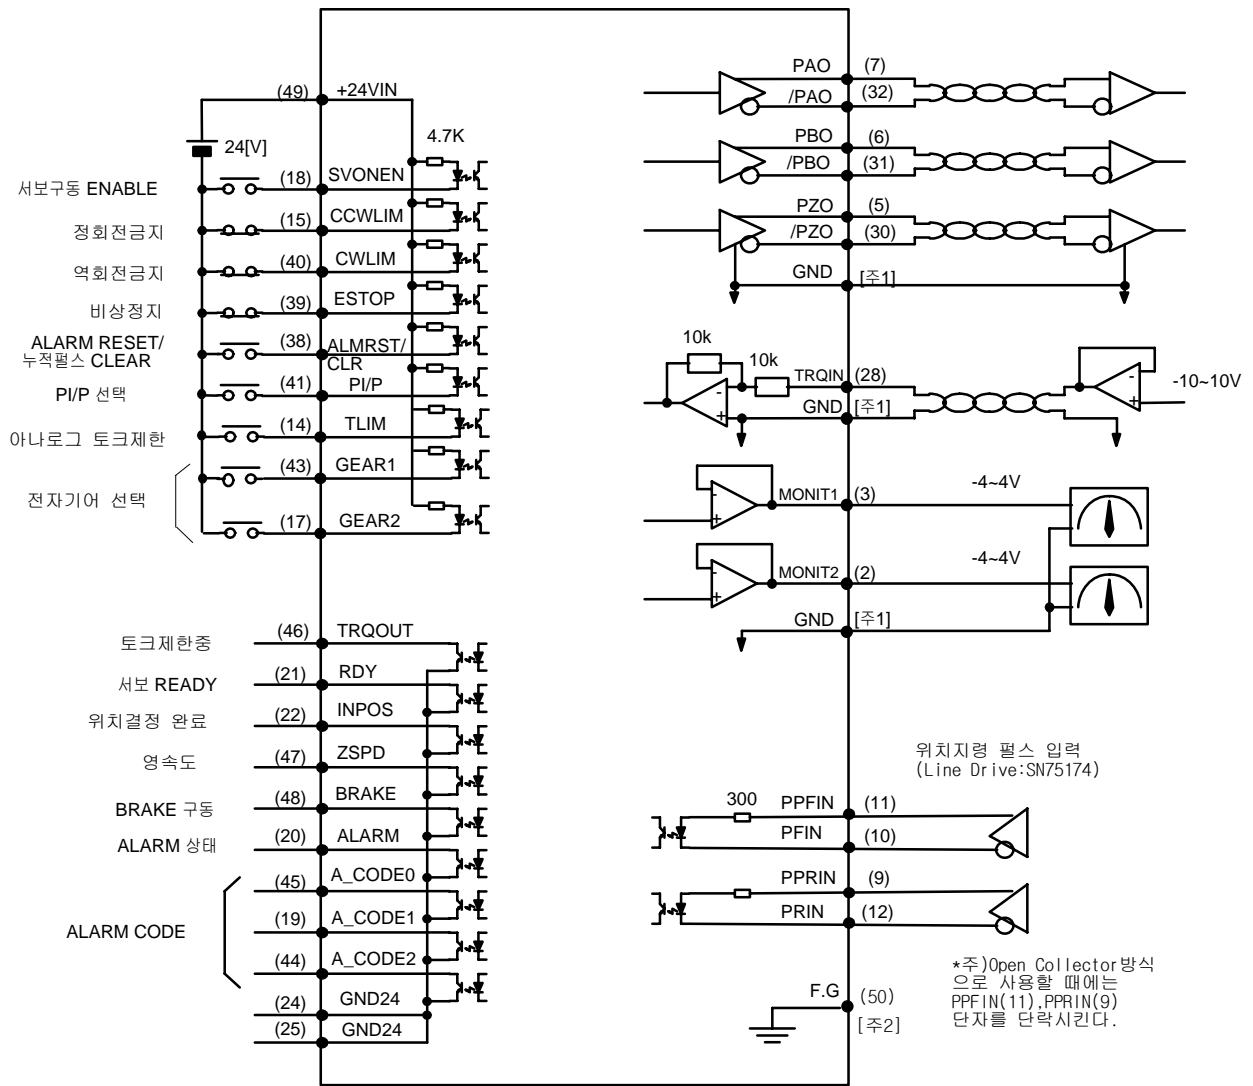 (49) +24VIN
24[V]
4.7K
서보구동 ENABLE (18) SVONEN
정회전금지 (15) CCWLIM
역회전금지 (40) CWLIM
비상정지 (39) ESTOP
ALARM RESET/ (38) ALMRST/
누적펄스 CLEAR CLR
PI/P 선택 (41) PI/P
아나로그 토크제한 (14) TLIM
(43) GEAR1
전자기어 선택
(17) GEAR2
토크제한중 (46) TRQOUT
서보 READY (21) RDY
위치결정 완료 (22) INPOS
영속도 (47) ZSPD
BRAKE 구동 (48) BRAKE
ALARM 상태 (20) ALARM
(45) A_CODE0
ALARM CODE (19) A_CODE1
(44) A_CODE2
(24) GND24
(25) GND24
PAO (7)
/PAO (32)
PBO (6)
/PBO (31)
PZO (5)
/PZO (30)
GND [주1]
10k
10k TRQIN (28)
- -
-10~10V
+ GND [주1] +
-
MONIT1 (3) -4~4V
+
-
MONIT2 (2) -4~4V
+
GND [주1]
위치지령 펄스 입력
(Line Drive:SN75174)
300 PPFIN (11)
PFIN (10)
PPRIN (9)
PRIN (12)
F.G (50)
[주2]
*주)Open Collector방식
으로 사용할 때에는
PPFIN(11),PPRIN(9)
단자를 단락시킨다.